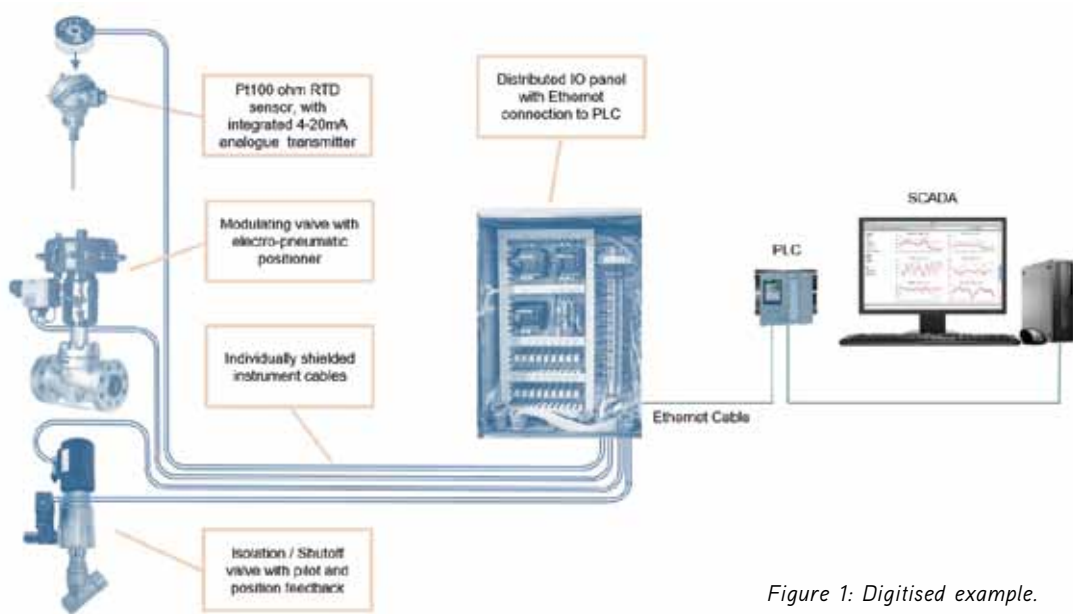 Pt100 ohm RTD
sensor, with
integrated 4-20mA
analogue transmitter
Distributed IO panel
with Ethernet
connection to PLC
Modulating valve with
electro-pneumatic
positioner
SCADA
PLC
Individually shielded
instrument cables
Ethernet Cable
Isolation / Shutoff
valve with pilot and
position feedback
Figure 1: Digitised example.